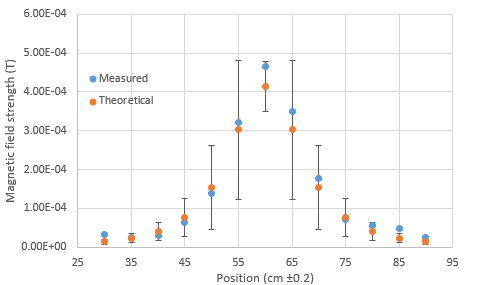 6.00E-04
5.00E-04
4.00E-04
3.00E-04
2.00E-04
1.00E-04
0.00E+00
Magnetic field strength (T)
Measured
Theoretical
25 35 45 55 65 75 85 95
Position (cm ±0.2)